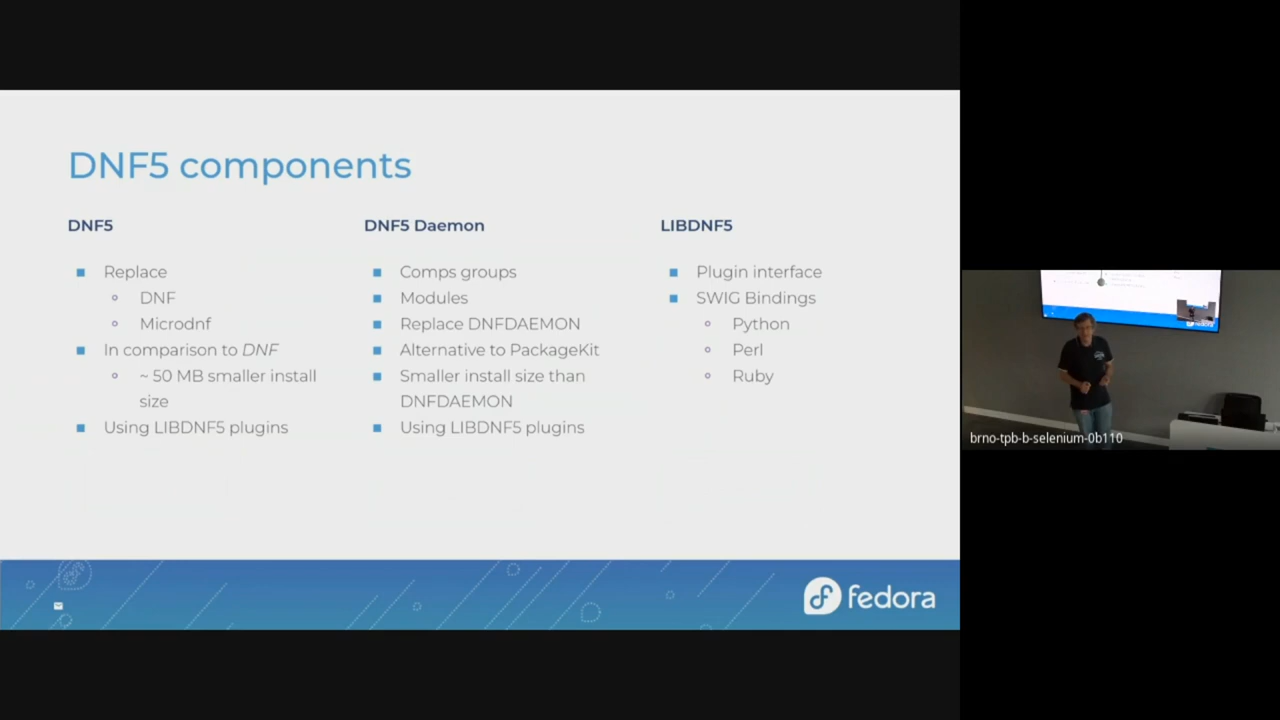 DNF5 components
DNF5
Replace
DNF
Microdnf
In comparison to DNF
~ 50 MB smaller install
size
Using LIBDNF5 plugins
DNF5 Daemon
Comps groups
Modules
Replace DNFDAEMON
Alternative to PackageKit
Smaller install size than
DNFDAEMON
Using LIBDNF5 plugins
LIBDNF5
Plugin interface
SWIG Bindings
Python
Perl
Ruby
fedora
fedora
brno-tpb-b-selenium-0b110